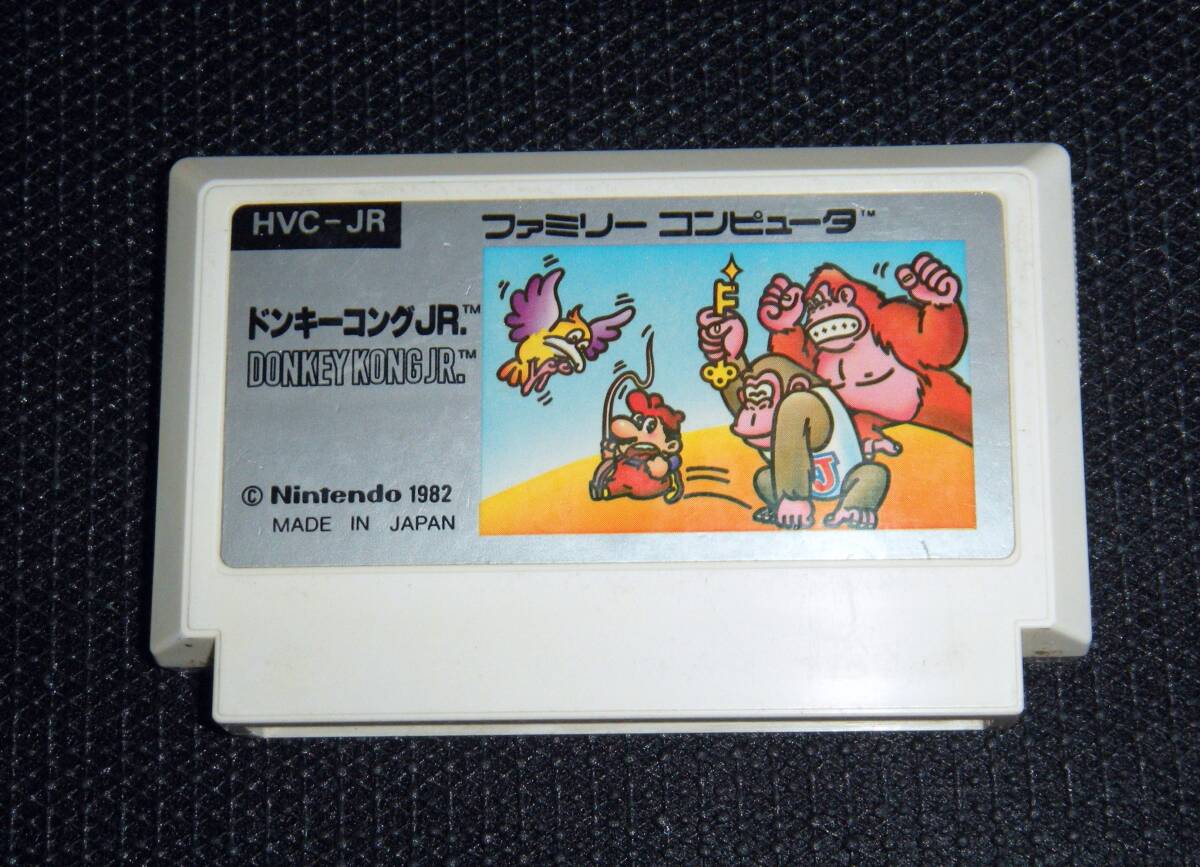 HVC-JR
ファミリー コンピュータ™
ドンキーコングJR.™
DONKEY KONG JR.™
© Nintendo 1982
MADE IN JAPAN
J